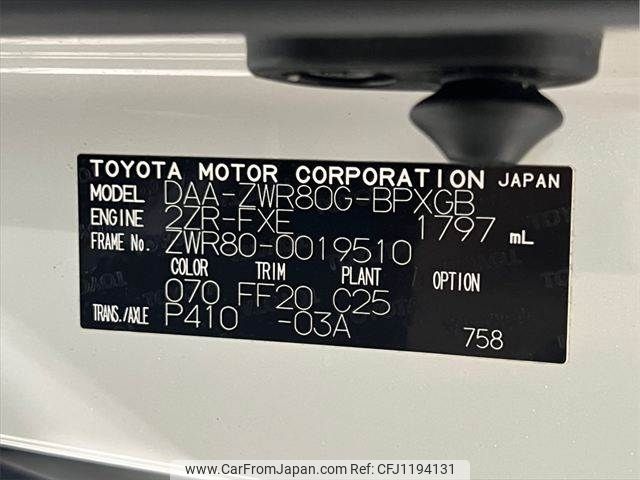 TOYOTA MOTOR CORPORATION JAPAN
MODEL DAA-ZWR80G-BPXGB
ENGINE 2ZR-FXE 1797 mL
FRAME No. ZWR80-0019510
COLOR TRIM PLANT OPTION
070 FF20 C25
TRANS./AXLE P410 -03A 758
www.CarFromJapan.com - CFJ1194131